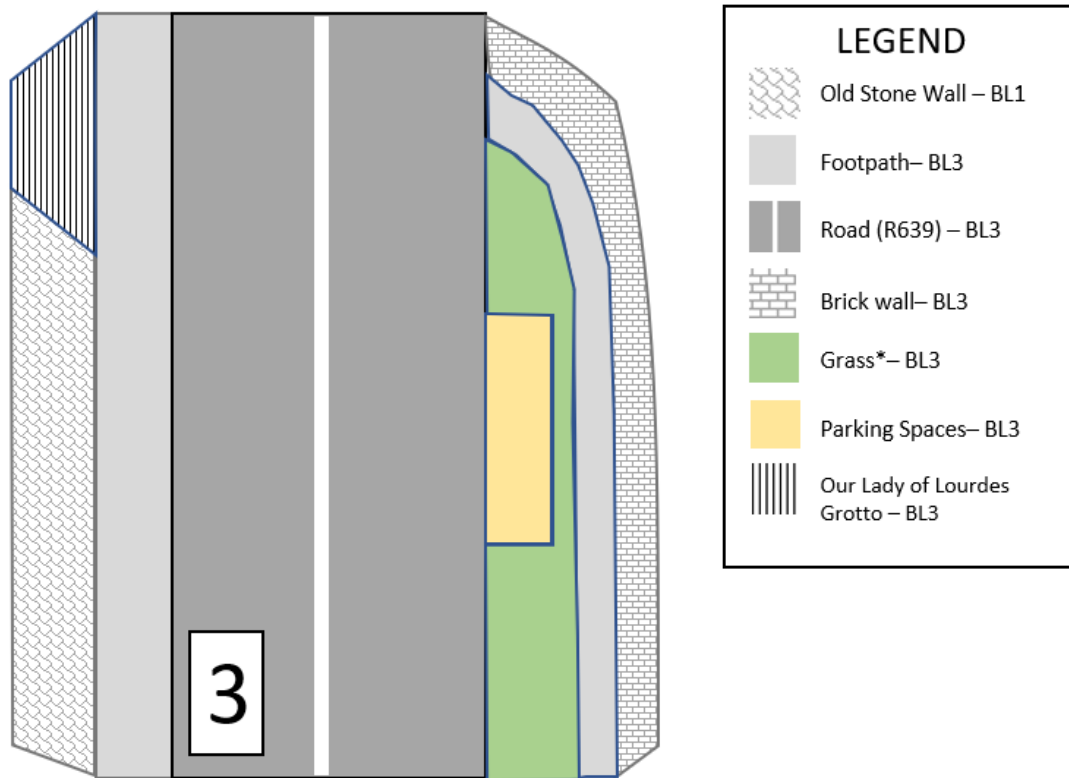 3
LEGEND
Old Stone Wall – BL1
Footpath– BL3
Road (R639) – BL3
Brick wall– BL3
Grass*– BL3
Parking Spaces– BL3
Our Lady of Lourdes
Grotto – BL3